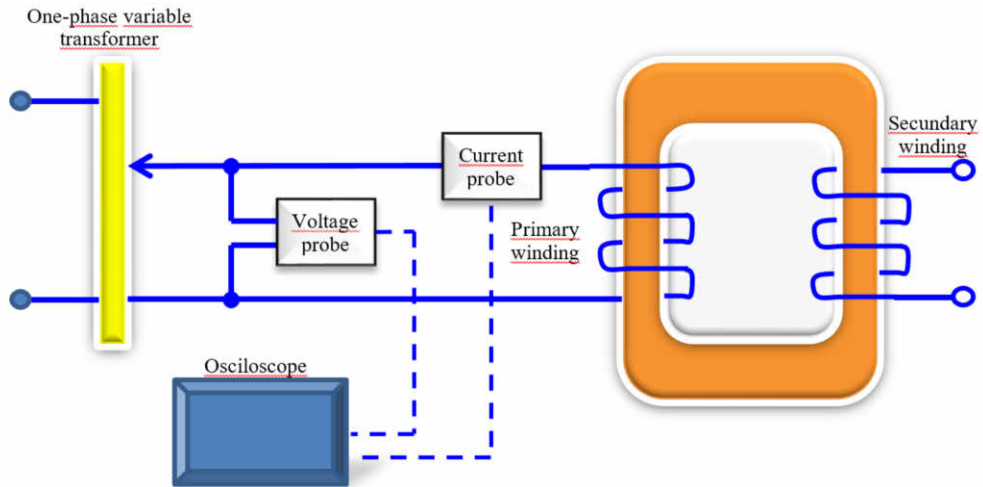 One-phase variable
transformer
Current
probe
Secundary
winding
Voltage
probe
Primary
winding
Osciloscope